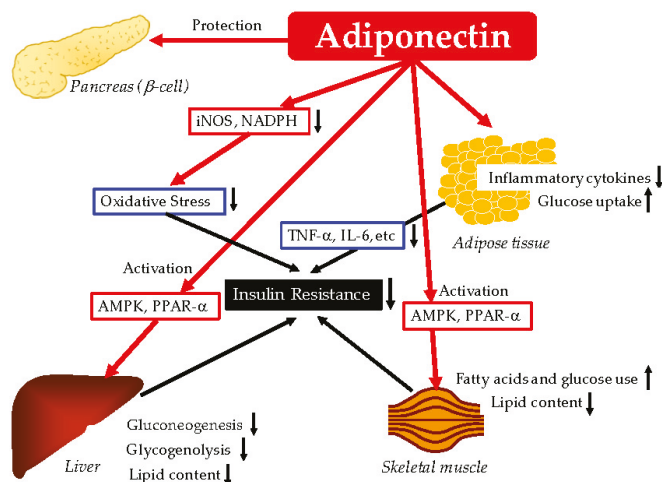 Protection
Adiponectin
Pancreas (β-cell)
iNOS, NADPH
Inflammatory cytokines
Glucose uptake
Oxidative Stress
TNF-α, IL-6, etc
Adipose tissue
Activation
Insulin Resistance
Activation
AMPK, PPAR-α
AMPK, PPAR-α
Fatty acids and glucose use
Lipid content
Gluconeogenesis
Glycogenolysis
Liver
Lipid content
Skeletal muscle